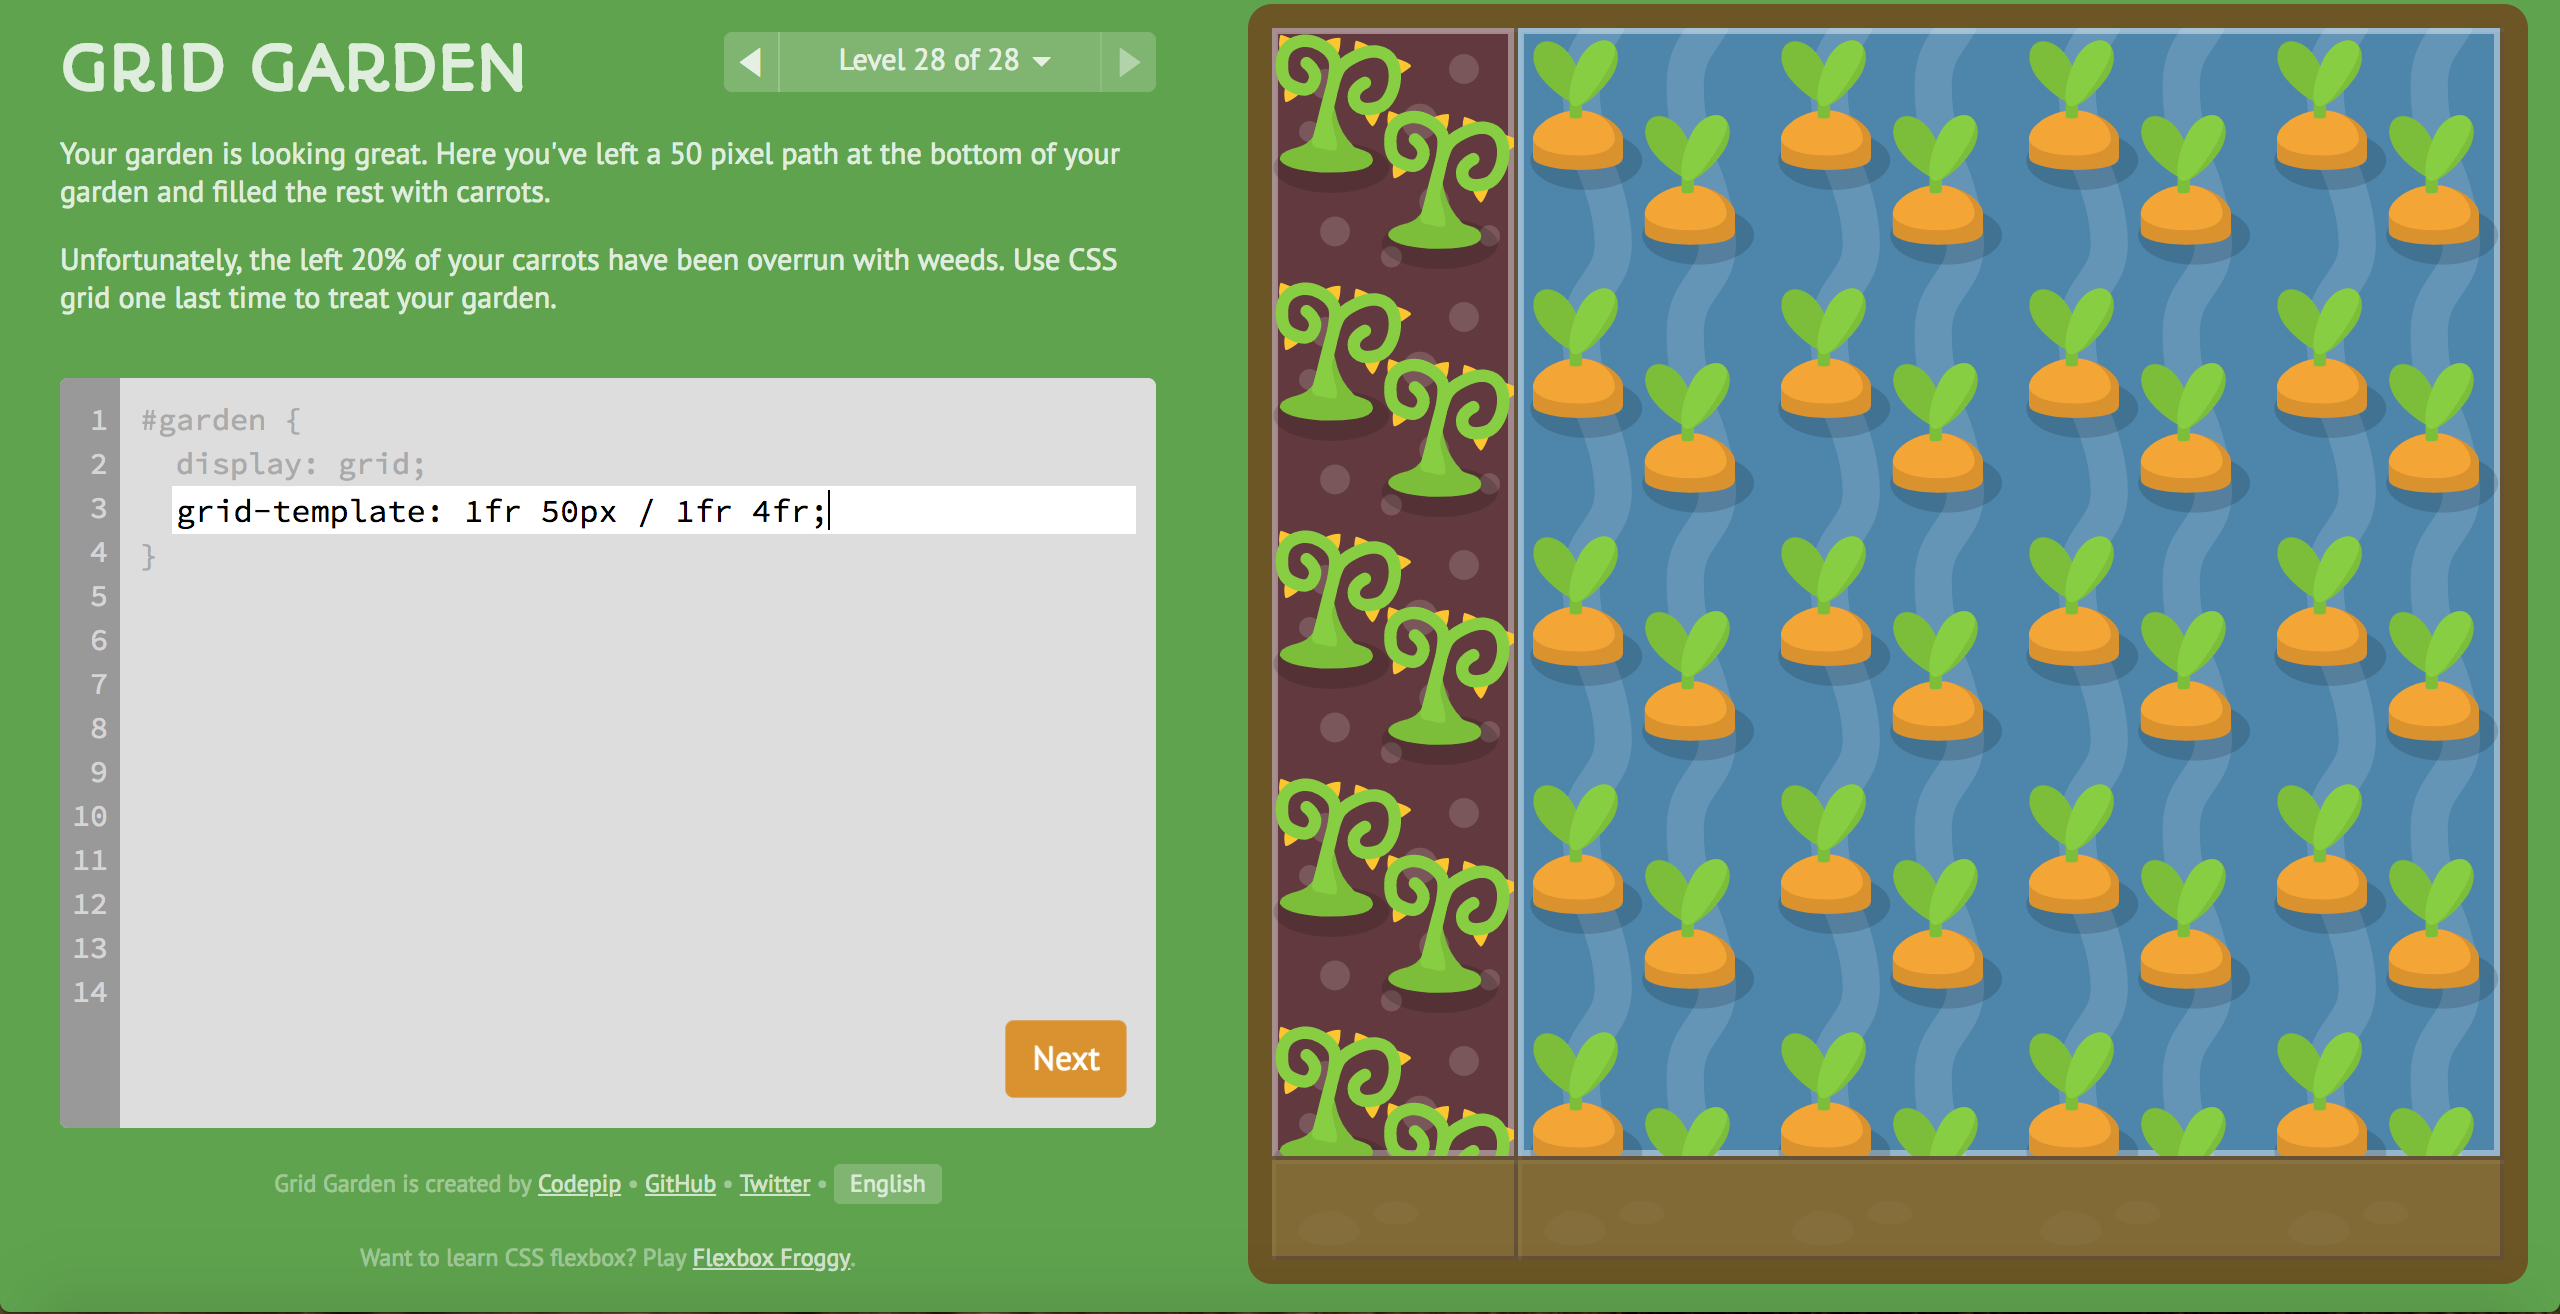 GRID GARDEN
Level 28 of 28
Your garden is looking great. Here you've left a 50 pixel path at the bottom of your
garden and filled the rest with carrots.
Unfortunately, the left 20% of your carrots have been overrun with weeds. Use CSS
grid one last time to treat your garden.
1 #garden {
2 display: grid;
3 grid-template: 1fr 50px / 1fr 4fr;
4 }
5
6
7
8
9
10
11
12
13
14
Next
Grid Garden is created by Codepip • GitHub • Twitter • English
Want to learn CSS flexbox? Play Flexbox Froggy.